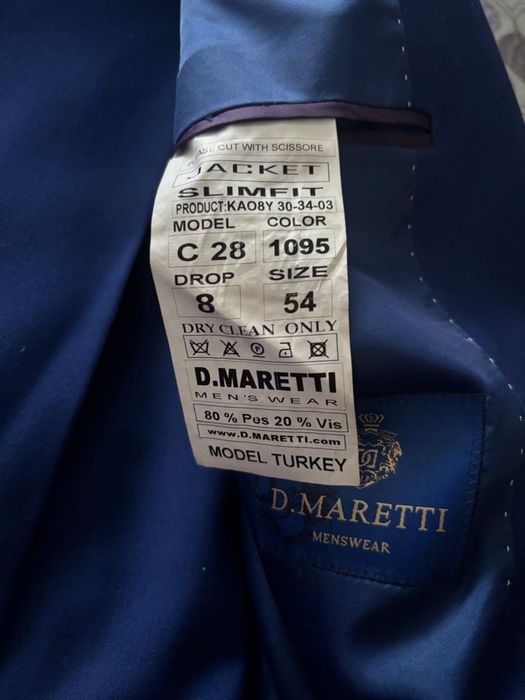 ASE CUT WITH SCISSORE
JACKET
SLIMFIT
PRODUCT:KAO8Y 30-34-03
MODEL COLOR
C 28 1095
DROP SIZE
8 54
DRY CLEAN ONLY
D.MARETTI
MEN'S WEAR
80 % Pes 20 % Vis
www.D.MARETTI.com
MODEL TURKEY
D.MARETTI
MENSWEAR